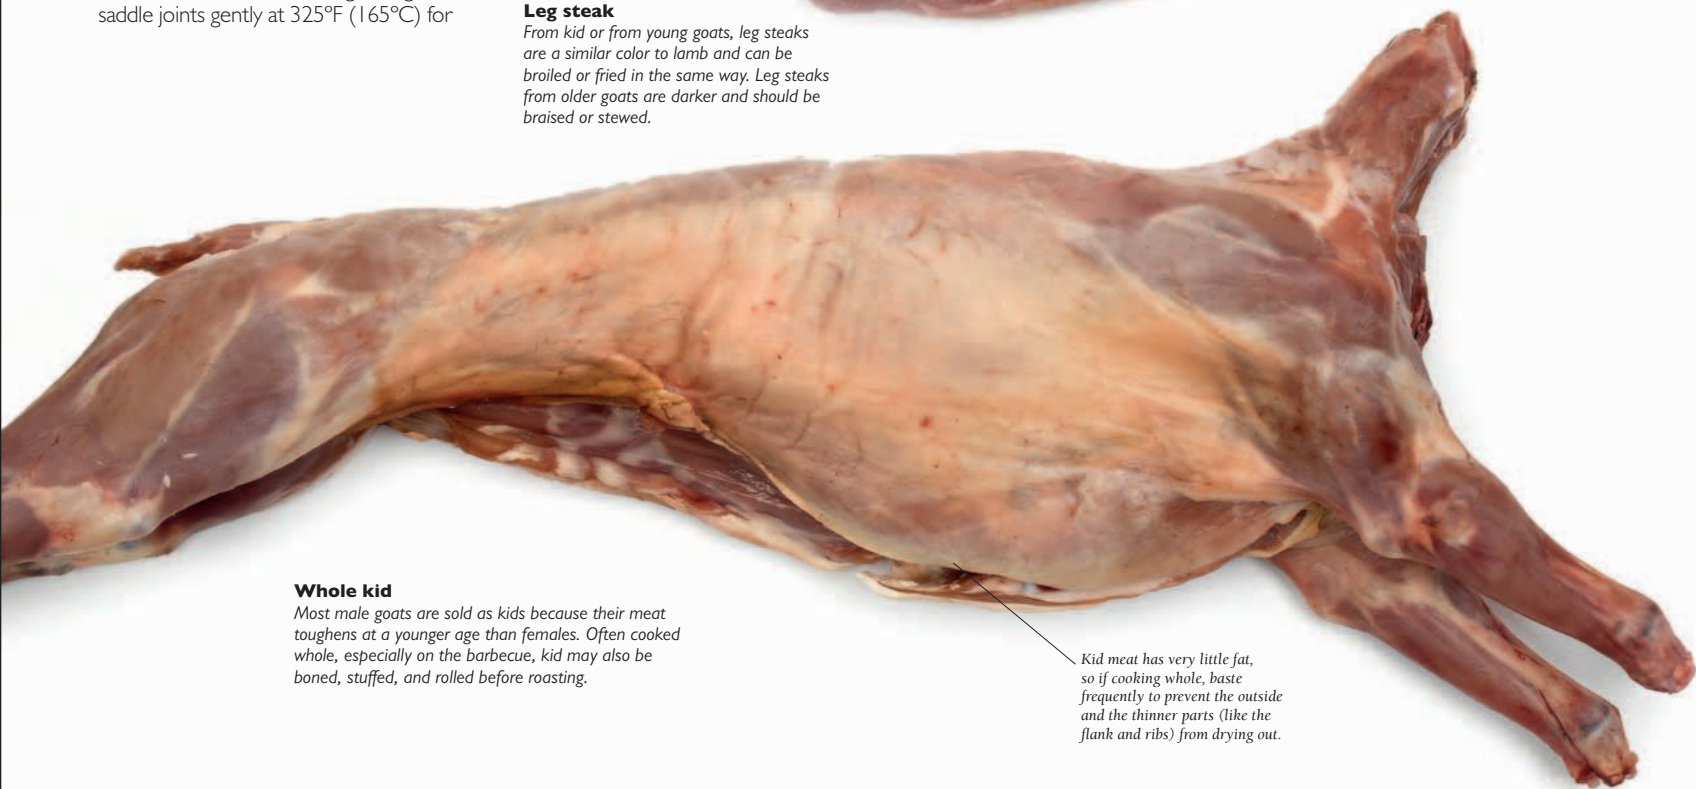 saddle joints gently at 325ºF (165ºC) for
Leg steak
From kid or from young goats, leg steaks
are a similar color to lamb and can be
broiled or fried in the same way. Leg steaks
from older goats are darker and should be
braised or stewed.
Whole kid
Most male goats are sold as kids because their meat
toughens at a younger age than females. Often cooked
whole, especially on the barbecue, kid may also be
boned, stuffed, and rolled before roasting.
Kid meat has very little fat,
so if cooking whole, baste
frequently to prevent the outside
and the thinner parts (like the
flank and ribs) from drying out.